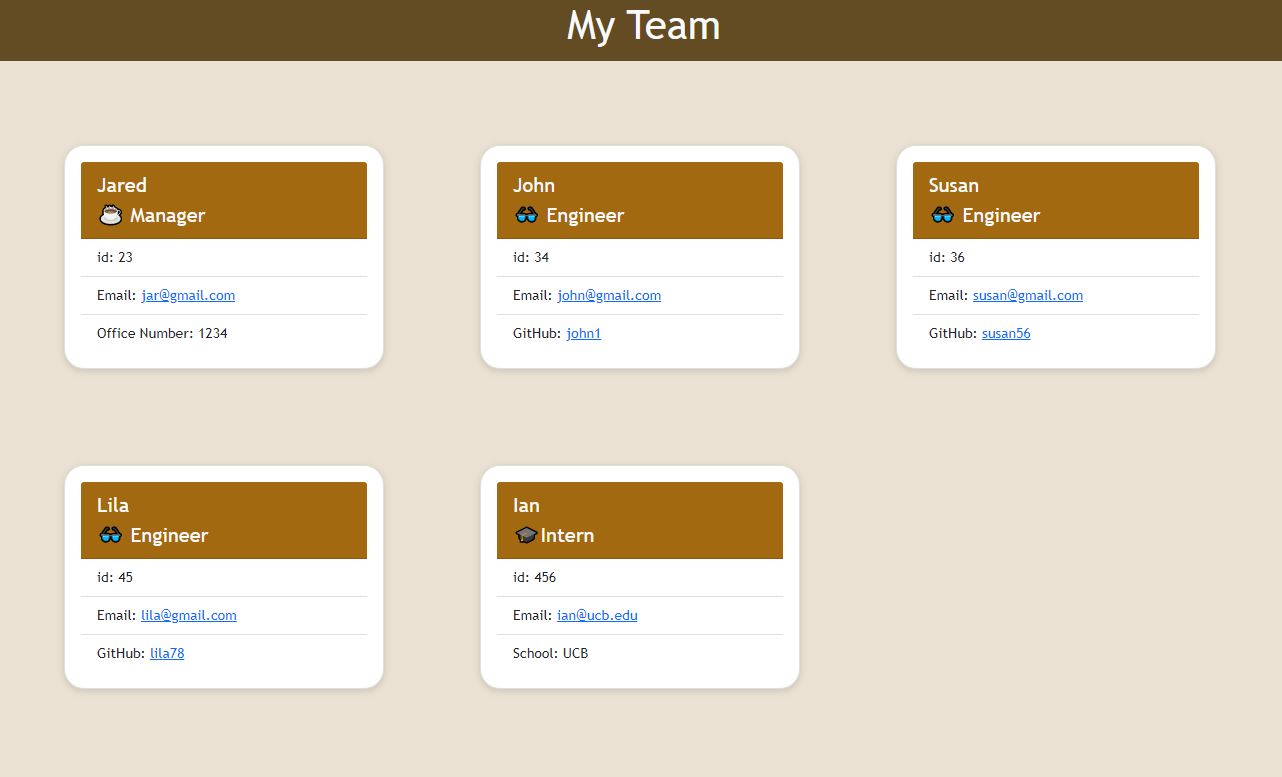 My Team
Jared
Manager
id: 23
Email: jar@gmail.com
Office Number: 1234
John
Engineer
id: 34
Email: john@gmail.com
GitHub: john1
Susan
Engineer
id: 36
Email: susan@gmail.com
GitHub: susan56
Lila
Engineer
id: 45
Email: lila@gmail.com
GitHub: lila78
Ian
Intern
id: 456
Email: ian@ucb.edu
School: UCB